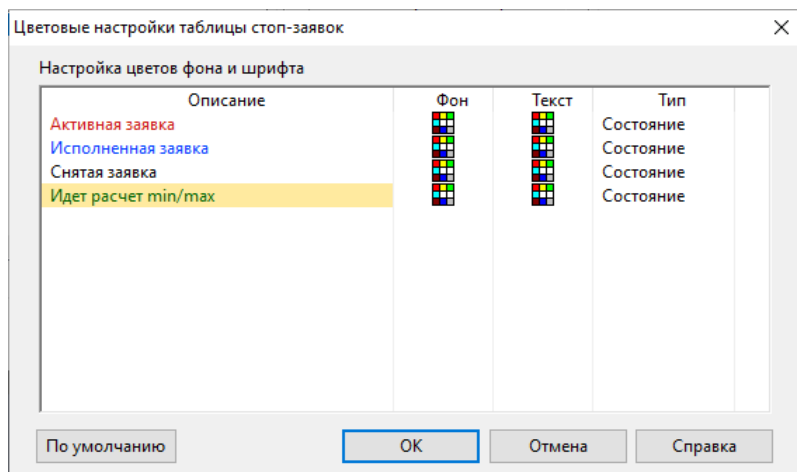 Цветовые настройки таблицы стоп-заявок
Настройка цветов фона и шрифта
Описание Фон Текст Тип
Активная заявка Состояние
Исполненная заявка Состояние
Снятая заявка Состояние
Идет расчет min/max Состояние
По умолчанию ОК Отмена Справка